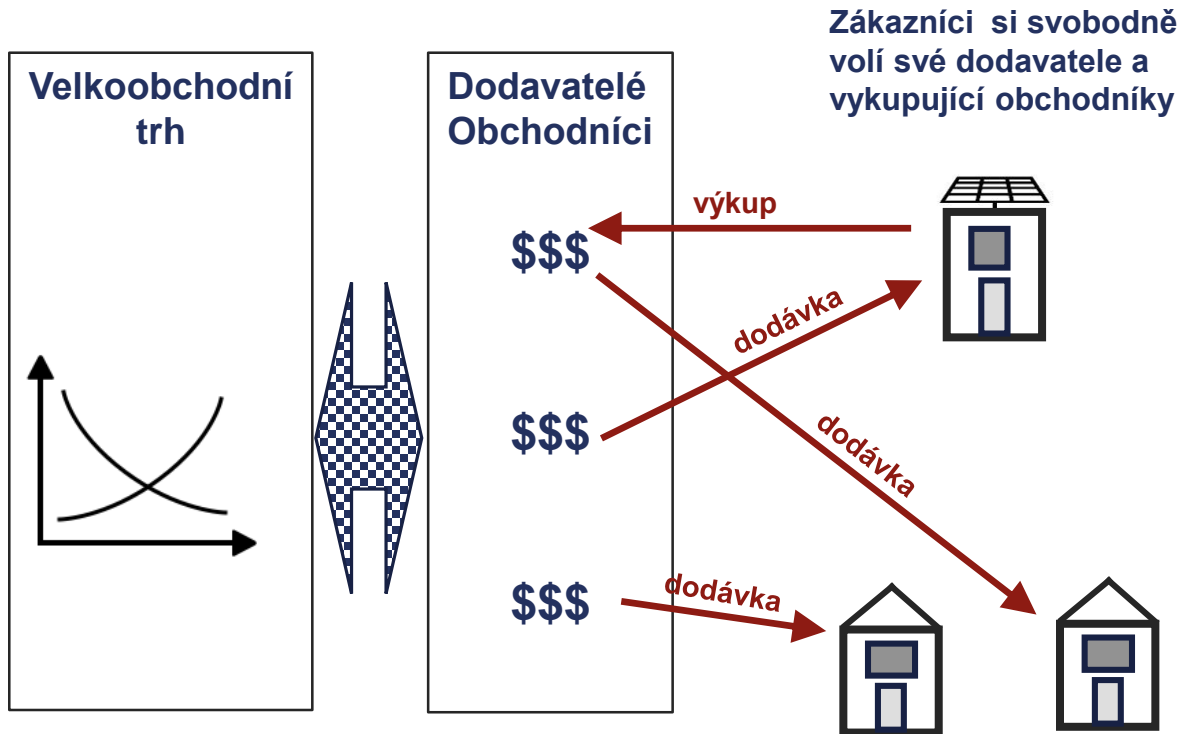 Zákazníci si svobodně
volí své dodavatele a
vykupující obchodníky
Velkoobchodní
trh
Dodavatelé
Obchodníci
výkup
$$$
dodávka
$$$
dodávka
$$$
dodávka